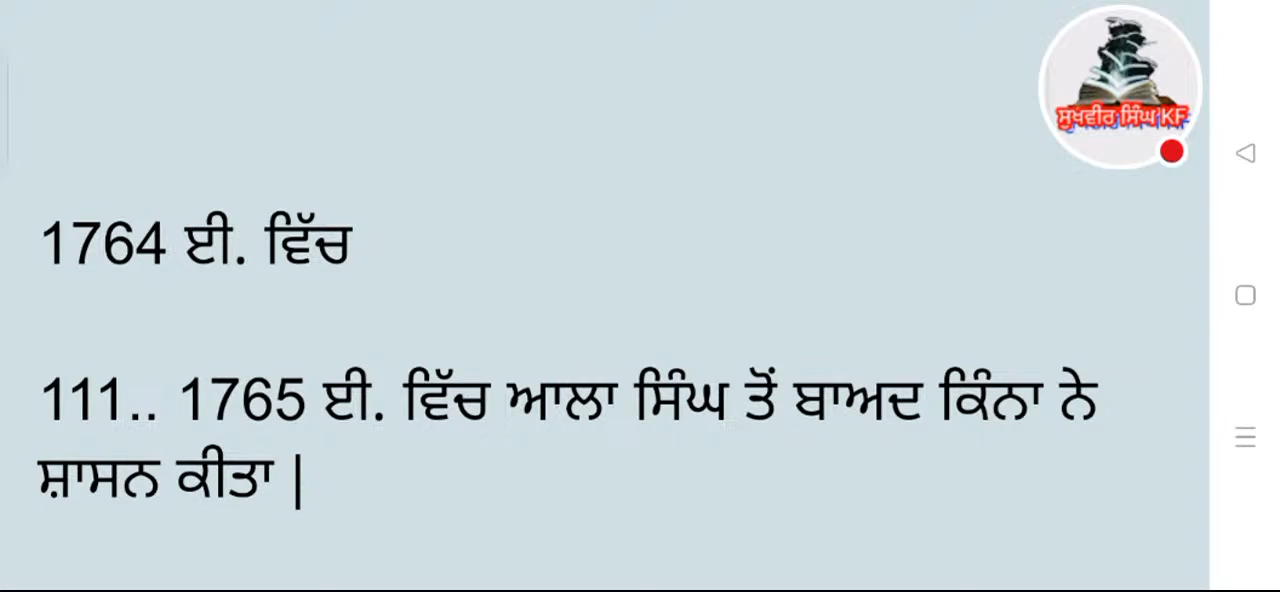 ਸੁਖਵੀਰ ਸਿੰਘ KF
1764 ਈ. ਵਿੱਚ
111.. 1765 ਈ. ਵਿੱਚ ਆਲਾ ਸਿੰਘ ਤੋਂ ਬਾਅਦ ਕਿੰਨਾ ਨੇ
ਸ਼ਾਸਨ ਕੀਤਾ |